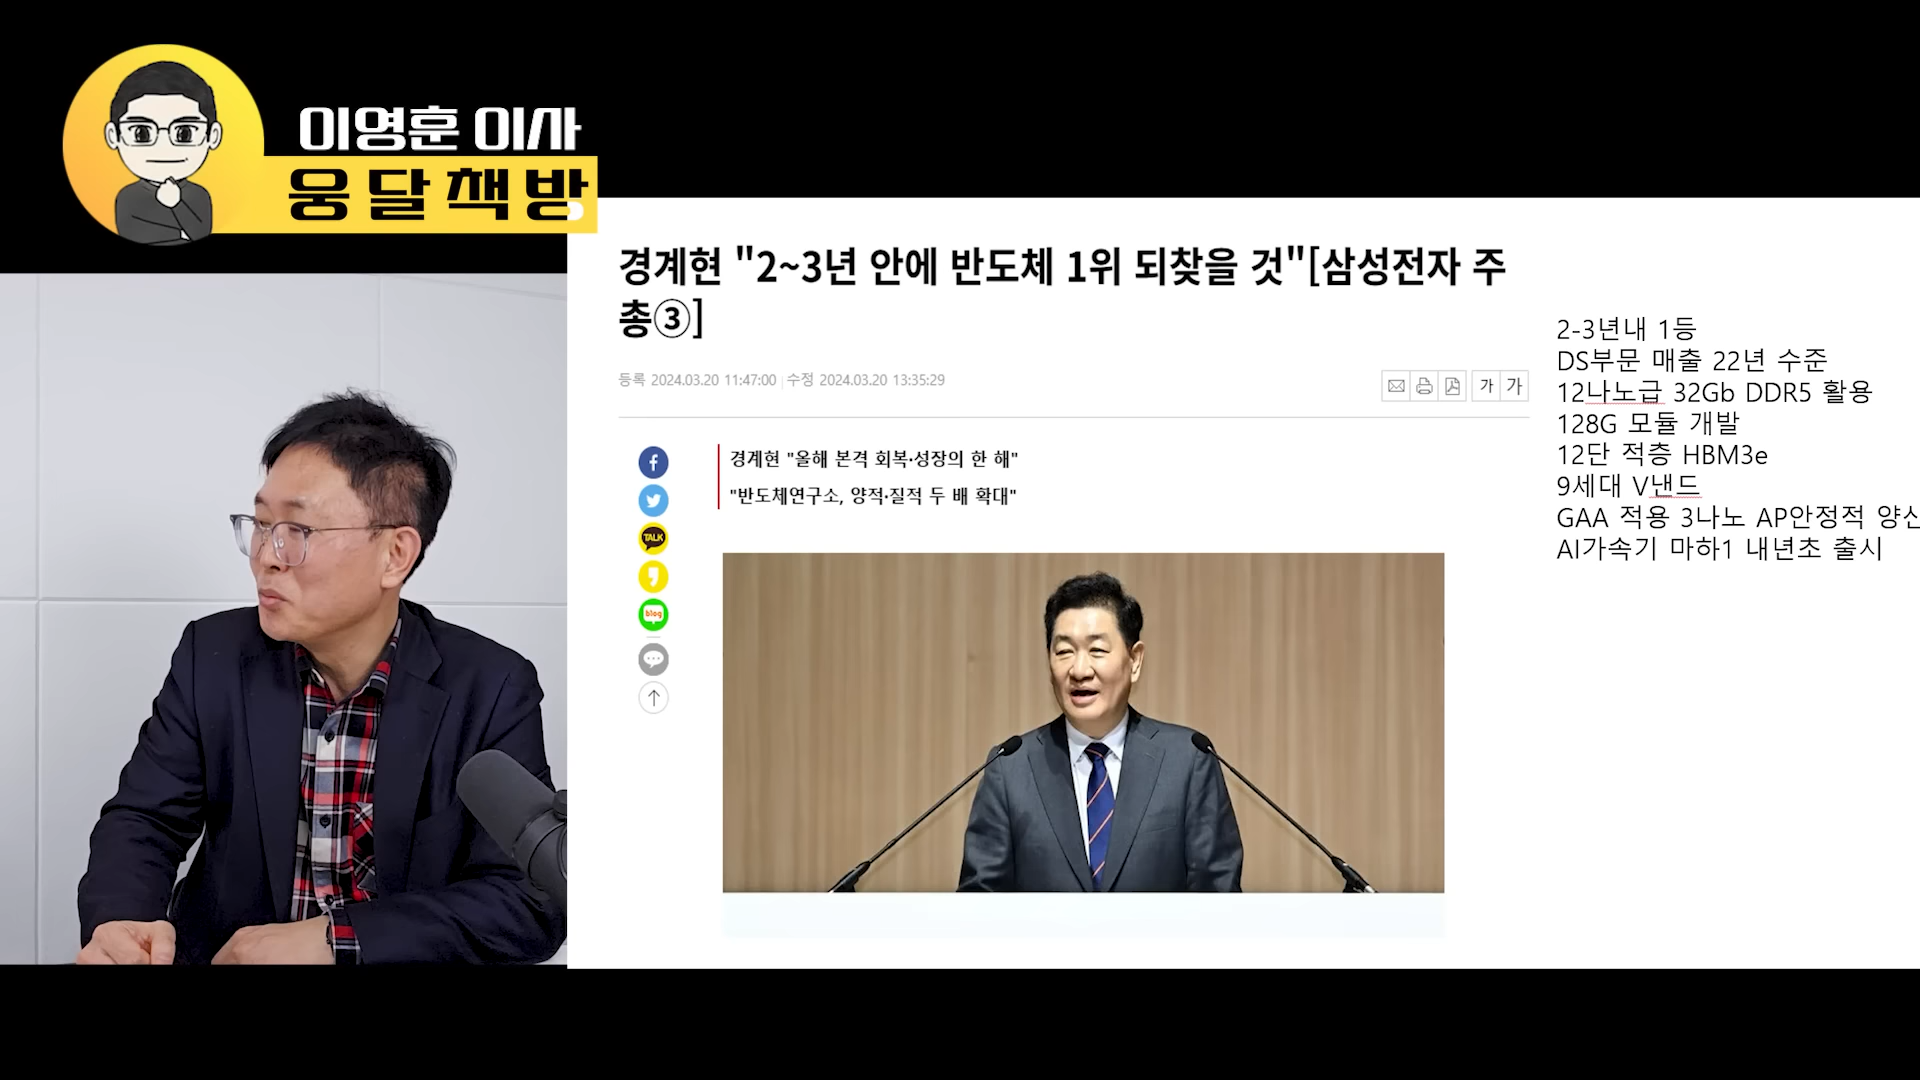 이영훈 이사
웅달책방
경계현 "2~3년 안에 반도체 1위 되찾을 것"[삼성전자 주
총③]
등록 2024.03.20 11:47:00 | 수정 2024.03.20 13:35:29
가 가
경계현 "올해 본격 회복·성장의 한 해"
"반도체연구소, 양적·질적 두 배 확대"
TALK
blog
2-3년내 1등
DS부문 매출 22년 수준
12나노급 32Gb DDR5 활용
128G 모듈 개발
12단 적층 HBM3e
9세대 V낸드
GAA 적용 3나노 AP안정적 양산
AI가속기 마하1 내년초 출시